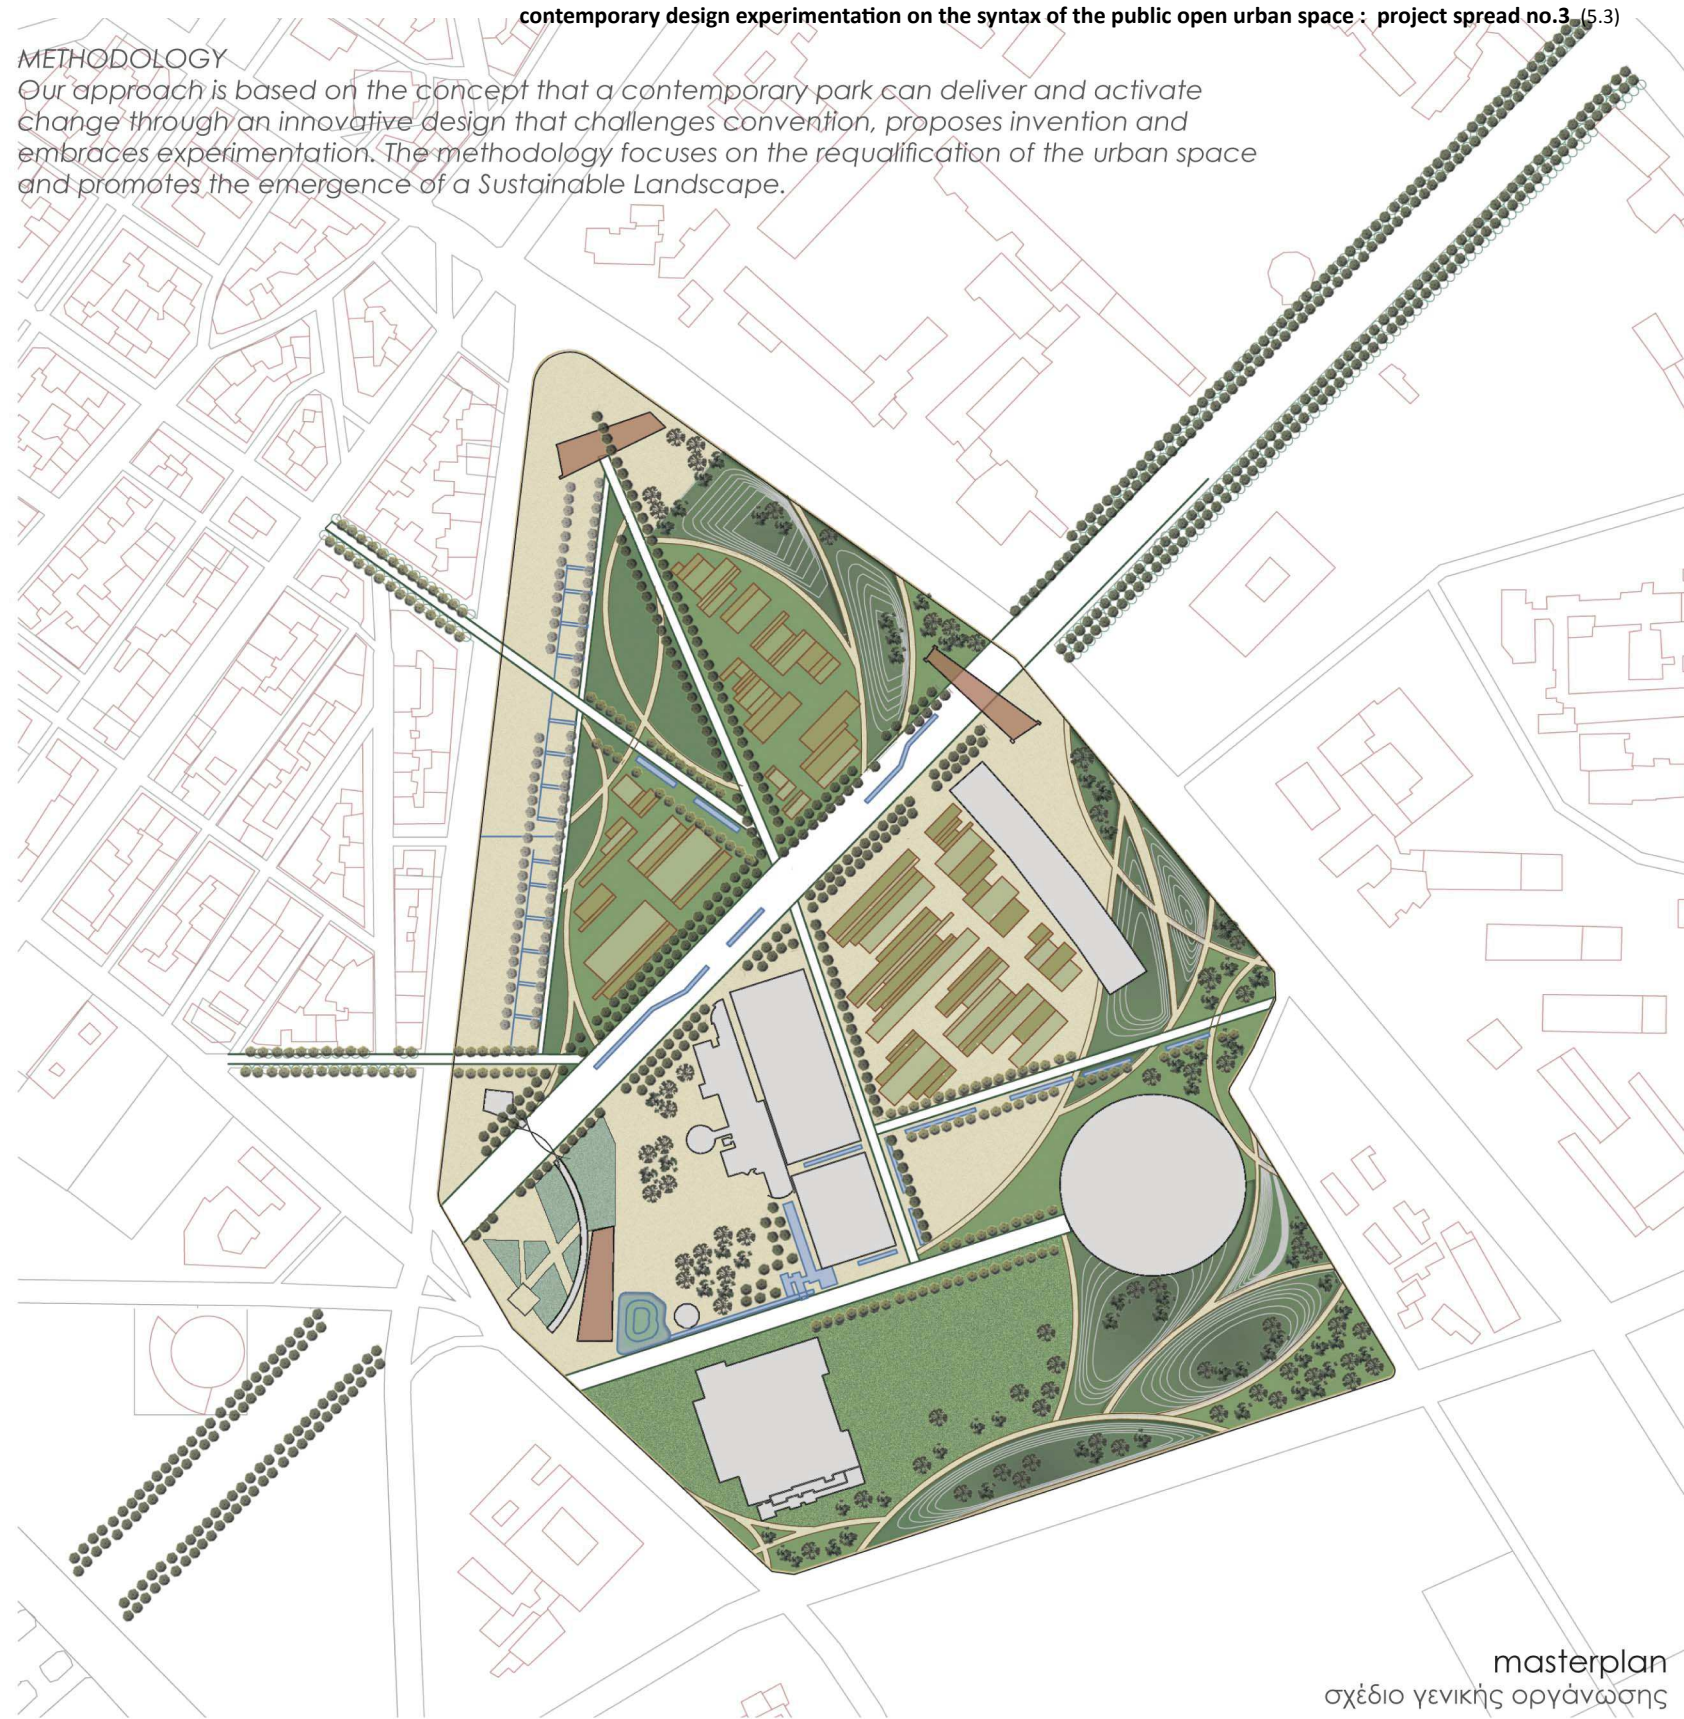 contemporary design experimentation on the syntax of the public open urban space : project spread no.3 (5.3)
METHODOLOGY
Our approach is based on the concept that a contemporary park can deliver and activate
change through an innovative design that challenges convention, proposes invention and
embraces experimentation. The methodology focuses on the requalification of the urban space
and promotes the emergence of a Sustainable Landscape.
masterplan
σχέδιο γενικής οργάνωσης